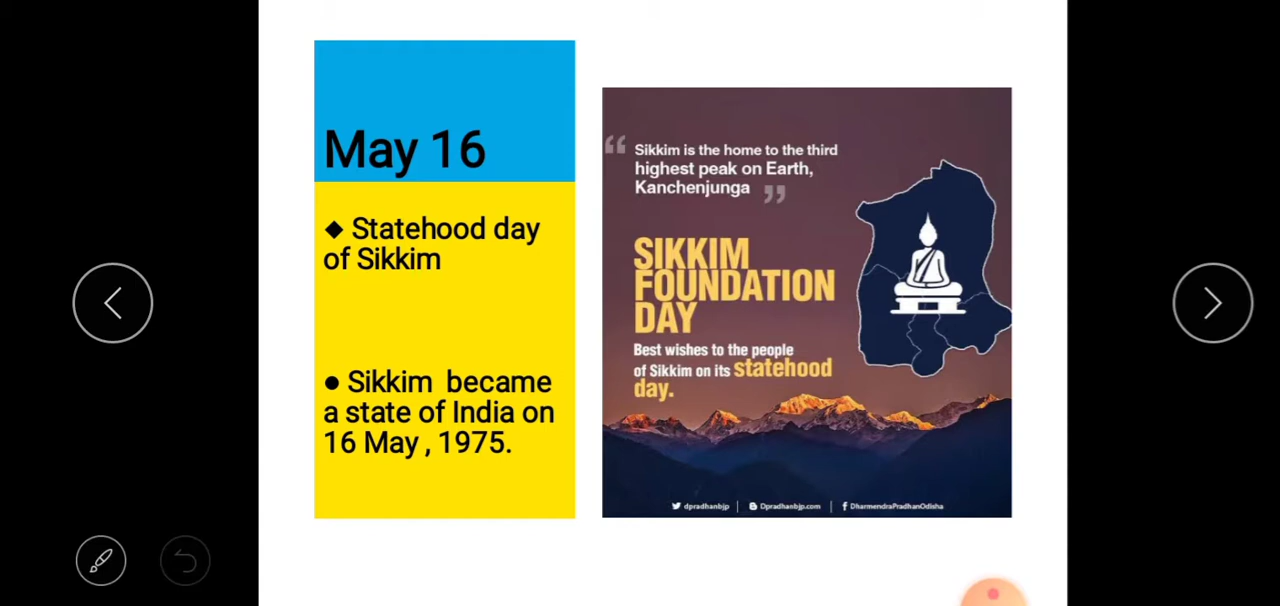 May 16
◆ Statehood day
of Sikkim
● Sikkim became
a state of India on
16 May , 1975.
“ Sikkim is the home to the third
highest peak on Earth,
Kanchenjunga ”
SIKKIM
FOUNDATION
DAY
Best wishes to the people
of Sikkim on its statehood
day.
dpradhanbjp | Dpradhanbjp.com | DharmendraPradhanOdisha